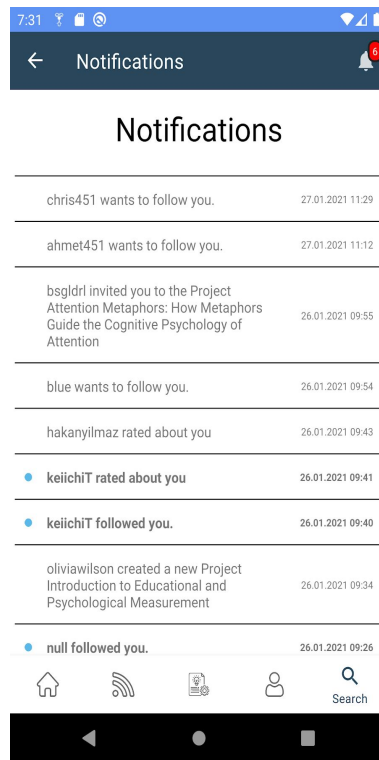 7:31
Notifications
6
Notifications
chris451 wants to follow you. 27.01.2021 11:29
ahmet451 wants to follow you. 27.01.2021 11:12
bsgldrl invited you to the Project
Attention Metaphors: How Metaphors
Guide the Cognitive Psychology of
Attention
26.01.2021 09:55
blue wants to follow you. 26.01.2021 09:54
hakanyilmaz rated about you 26.01.2021 09:43
keiichiT rated about you 26.01.2021 09:41
keiichiT followed you. 26.01.2021 09:40
oliviawilson created a new Project
Introduction to Educational and
Psychological Measurement
26.01.2021 09:34
null followed you. 26.01.2021 09:26
Search